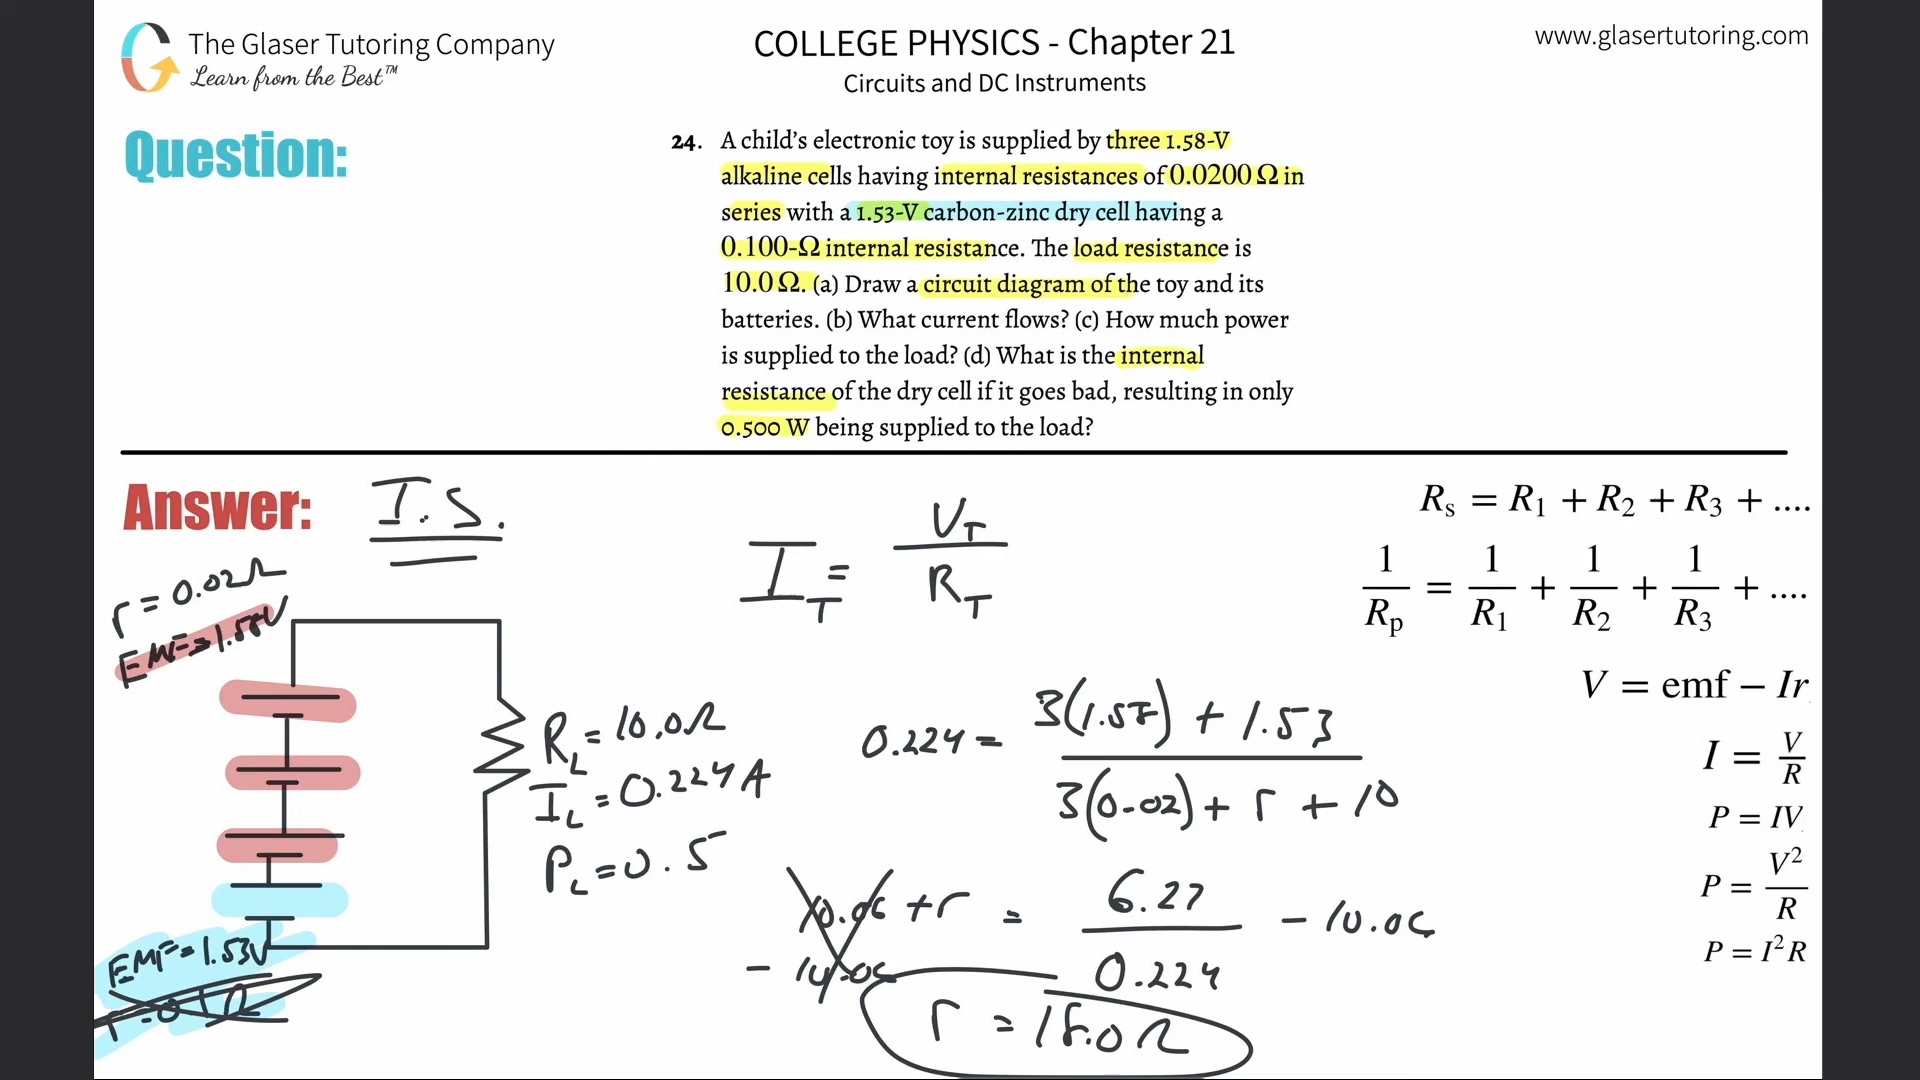 The Glaser Tutoring Company
Learn from the Best™
COLLEGE PHYSICS - Chapter 21
Circuits and DC Instruments
www.glasertutoring.com
Question:
24. A child's electronic toy is supplied by three 1.58-V
alkaline cells having internal resistances of 0.0200 Ω in
series with a 1.53-V carbon-zinc dry cell having a
0.100-Ω internal resistance. The load resistance is
10.0 Ω. (a) Draw a circuit diagram of the toy and its
batteries. (b) What current flows? (c) How much power
is supplied to the load? (d) What is the internal
resistance of the dry cell if it goes bad, resulting in only
0.500 W being supplied to the load?
Answer:
I.S.
r = 0.02Ω
EMF = 1.58V
R_L = 10.0Ω
I_L = 0.224A
P_L = 0.5
EMF = 1.53V
r = 0.1Ω
I_T = V_T / R_T
0.224 = (3(1.58) + 1.53) / (3(0.02) + r + 10)
10.06 + r = 6.27 / 0.224 - 10.06
- 10.06
r = 18.0Ω
R_s = R_1 + R_2 + R_3 + ....
1/R_p = 1/R_1 + 1/R_2 + 1/R_3 + ....
V = emf − Ir
I = V/R
P = IV
P = V²/R
P = I²R